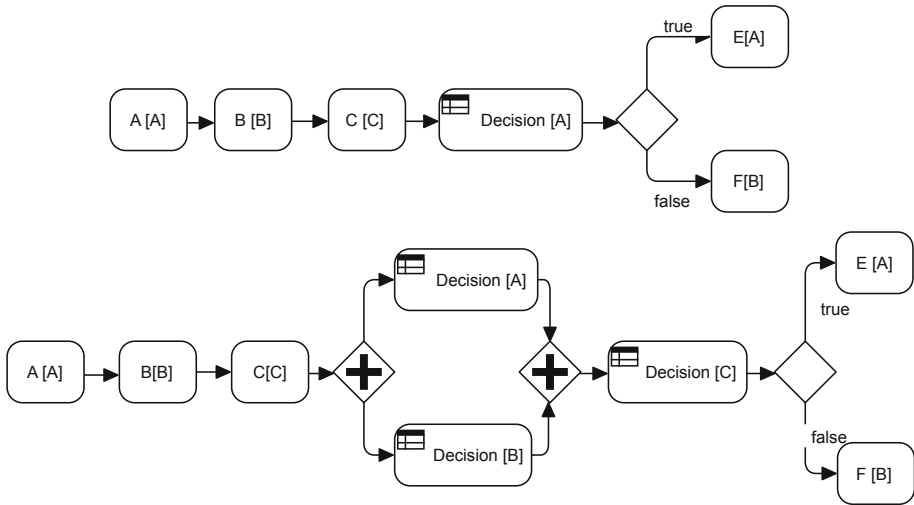 true
E[A]
A [A]
B [B]
C [C]
Decision [A]
F[B]
false
Decision [A]
E [A]
true
A [A]
B[B]
C[C]
Decision [C]
false
Decision [B]
F [B]